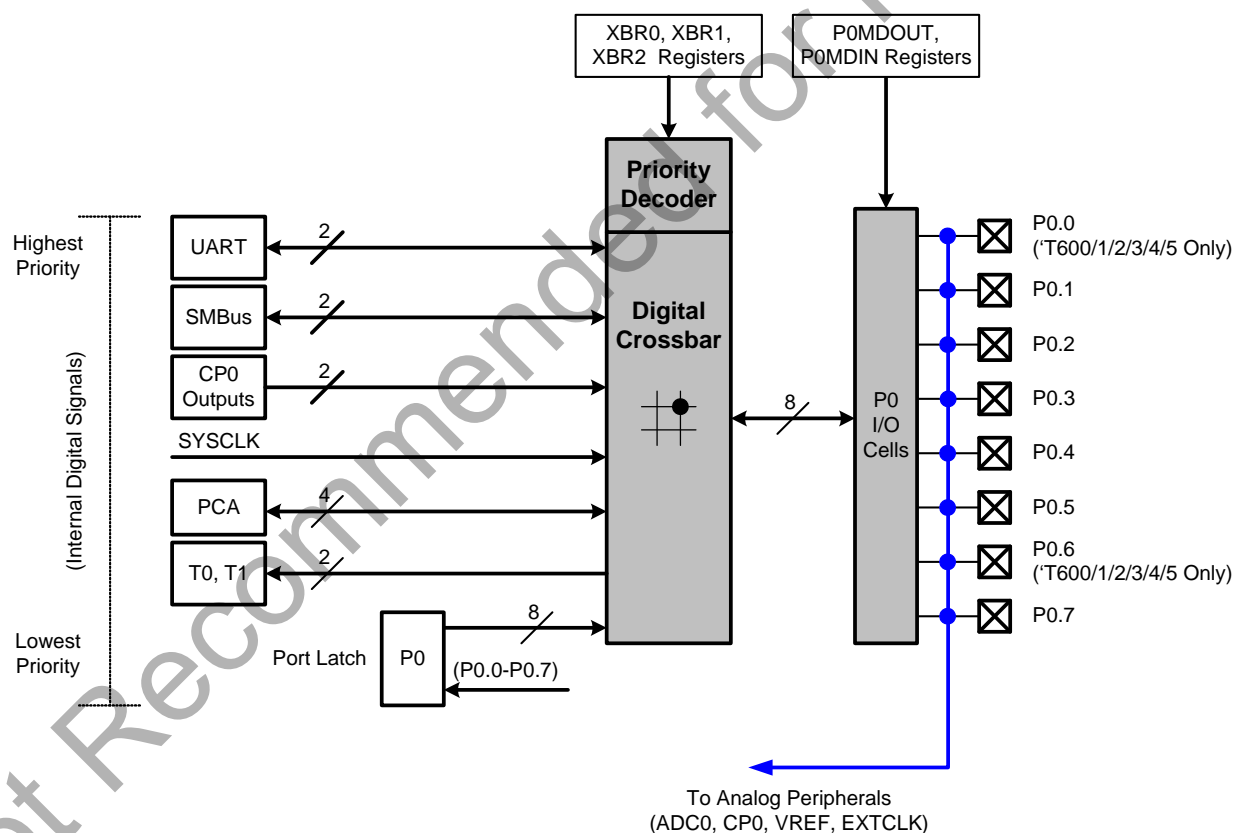 XBR0, XBR1,
XBR2 Registers
P0MDOUT,
P0MDIN Registers
Priority
Decoder
Highest
Priority
UART
2
SMBus
2
CP0
Outputs
2
SYSCLK
PCA
4
T0, T1
2
Digital
Crossbar
8
P0
I/O
Cells
P0.0
(‘T600/1/2/3/4/5 Only)
P0.1
P0.2
P0.3
P0.4
P0.5
P0.6
(‘T600/1/2/3/4/5 Only)
P0.7
(Internal Digital Signals)
Lowest
Priority
Port Latch
P0
8
(P0.0-P0.7)
To Analog Peripherals
(ADC0, CP0, VREF, EXTCLK)
Recommended for